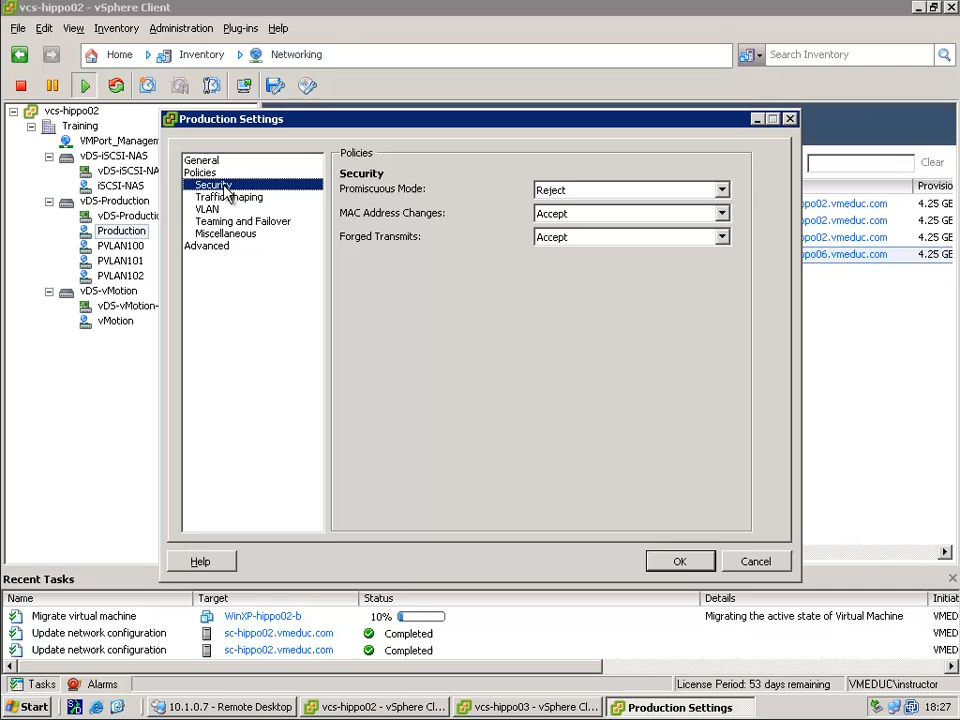 vcs-hippo02 - vSphere Client
File Edit View Inventory Administration Plug-ins Help
Home Inventory Networking Search Inventory
vcs-hippo02
Training
VMPort_Managem
vDS-iSCSI-NAS
vDS-iSCSI-NA
iSCSI-NAS
vDS-Production
vDS-Productio
Production
PVLAN100
PVLAN101
PVLAN102
vDS-vMotion
vDS-vMotion-
vMotion
Production Settings
General
Policies
Security
Traffic Shaping
VLAN
Teaming and Failover
Miscellaneous
Advanced
Policies
Security
Promiscuous Mode: Reject
MAC Address Changes: Accept
Forged Transmits: Accept
Help OK Cancel
Clear
Provisio
ppo02.vmeduc.com 4.25 GE
ppo02.vmeduc.com 4.25 GE
ppo02.vmeduc.com 4.25 GE
ppo06.vmeduc.com 4.25 GE
Recent Tasks
Name Target Status Details Initiat
Migrate virtual machine WinXP-hippo02-b 10% Migrating the active state of Virtual Machine VMED
Update network configuration sc-hippo02.vmeduc.com Completed VMED
Update network configuration sc-hippo02.vmeduc.com Completed VMED
Tasks Alarms License Period: 53 days remaining VMEDUC\instructor
Start 10.1.0.7 - Remote Desktop vcs-hippo02 - vSphere Cl... vcs-hippo03 - vSphere Cl... Production Settings 18:27